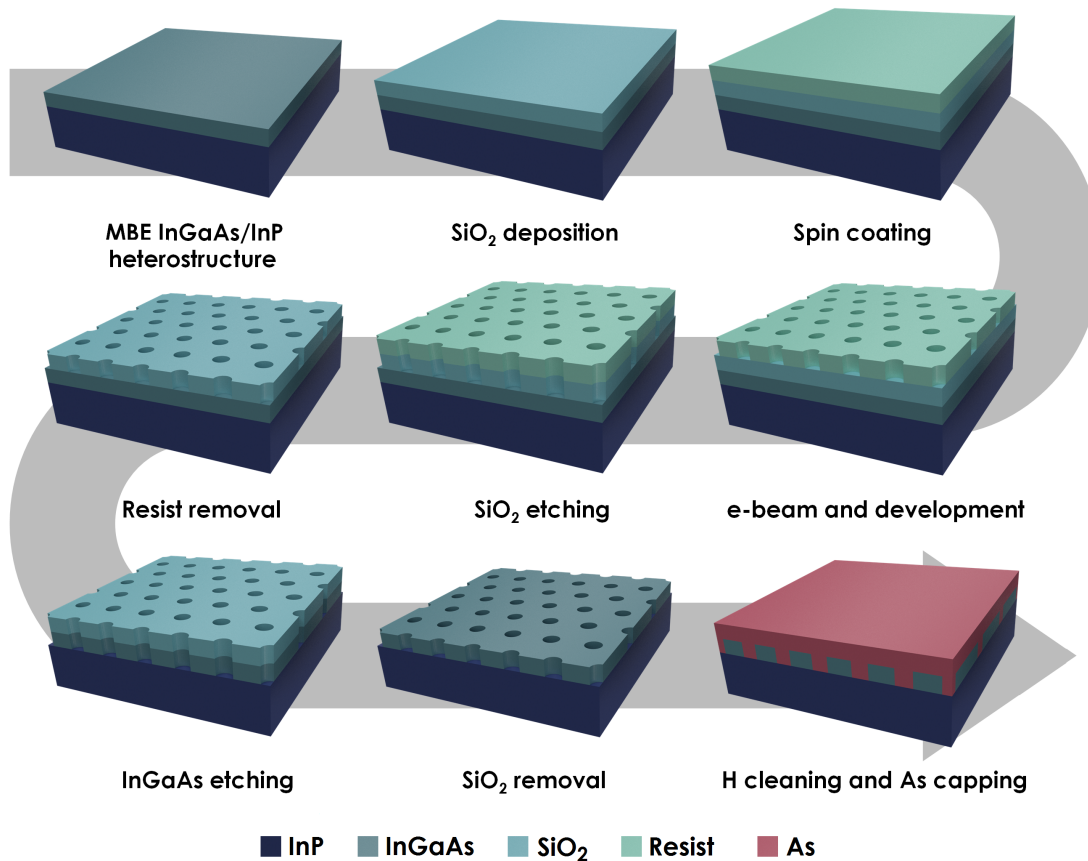 MBE InGaAs/InP
heterostructure
SiO₂ deposition
Spin coating
Resist removal
SiO₂ etching
e-beam and development
InGaAs etching
SiO₂ removal
H cleaning and As capping
InP
InGaAs
SiO₂
Resist
As